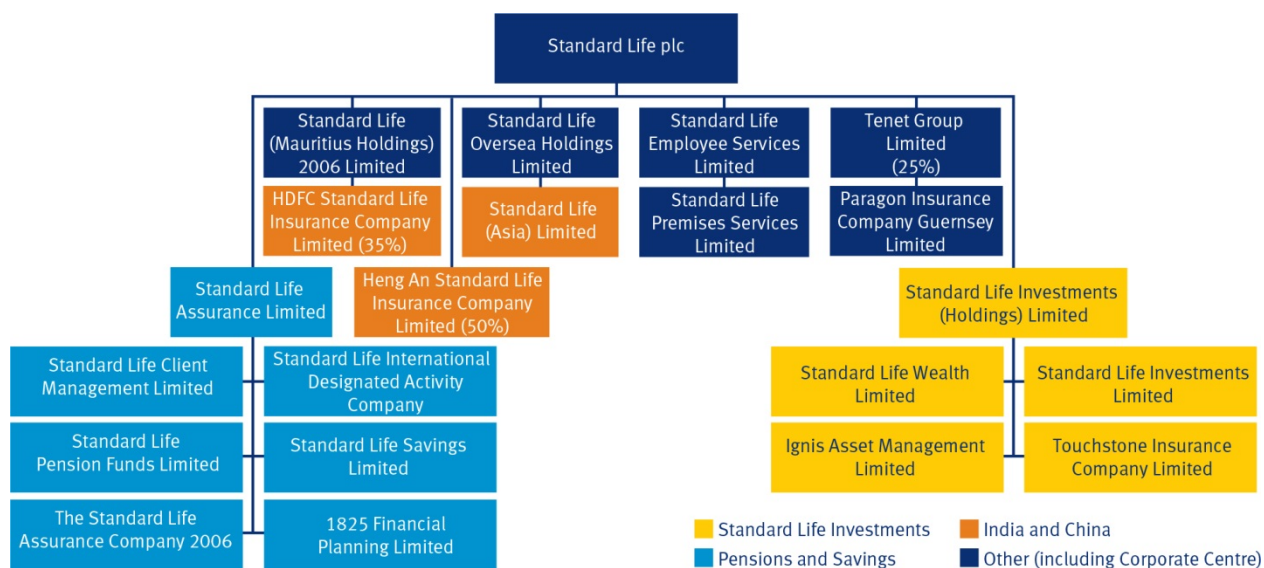 Standard Life plc
Standard Life
(Mauritius Holdings)
2006 Limited
Standard Life
Oversea Holdings
Limited
Standard Life
Employee Services
Limited
Tenet Group
Limited
(25%)
HDFC Standard Life
Insurance Company
Limited (35%)
Standard Life
(Asia) Limited
Standard Life
Premises Services
Limited
Paragon Insurance
Company Guernsey
Limited
Standard Life
Assurance Limited
Heng An Standard Life
Insurance Company
Limited (50%)
Standard Life Investments
(Holdings) Limited
Standard Life Client
Management Limited
Standard Life International
Designated Activity
Company
Standard Life Wealth
Limited
Standard Life Investments
Limited
Standard Life
Pension Funds Limited
Standard Life Savings
Limited
Ignis Asset Management
Limited
Touchstone Insurance
Company Limited
The Standard Life
Assurance Company 2006
1825 Financial
Planning Limited
Standard Life Investments
India and China
Pensions and Savings
Other (including Corporate Centre)